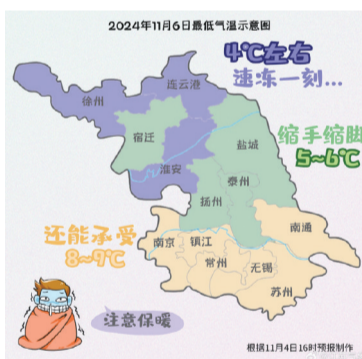 2024年11月6日最低气温示意图
4℃左右
速冻一刻...
连云港
徐州
宿迁
缩手缩脚
5~6℃
盐城
淮安
泰州
扬州
还能承受
8~9℃
南通
南京
镇江
常州
无锡
苏州
注意保暖
根据11月4日16时预报制作